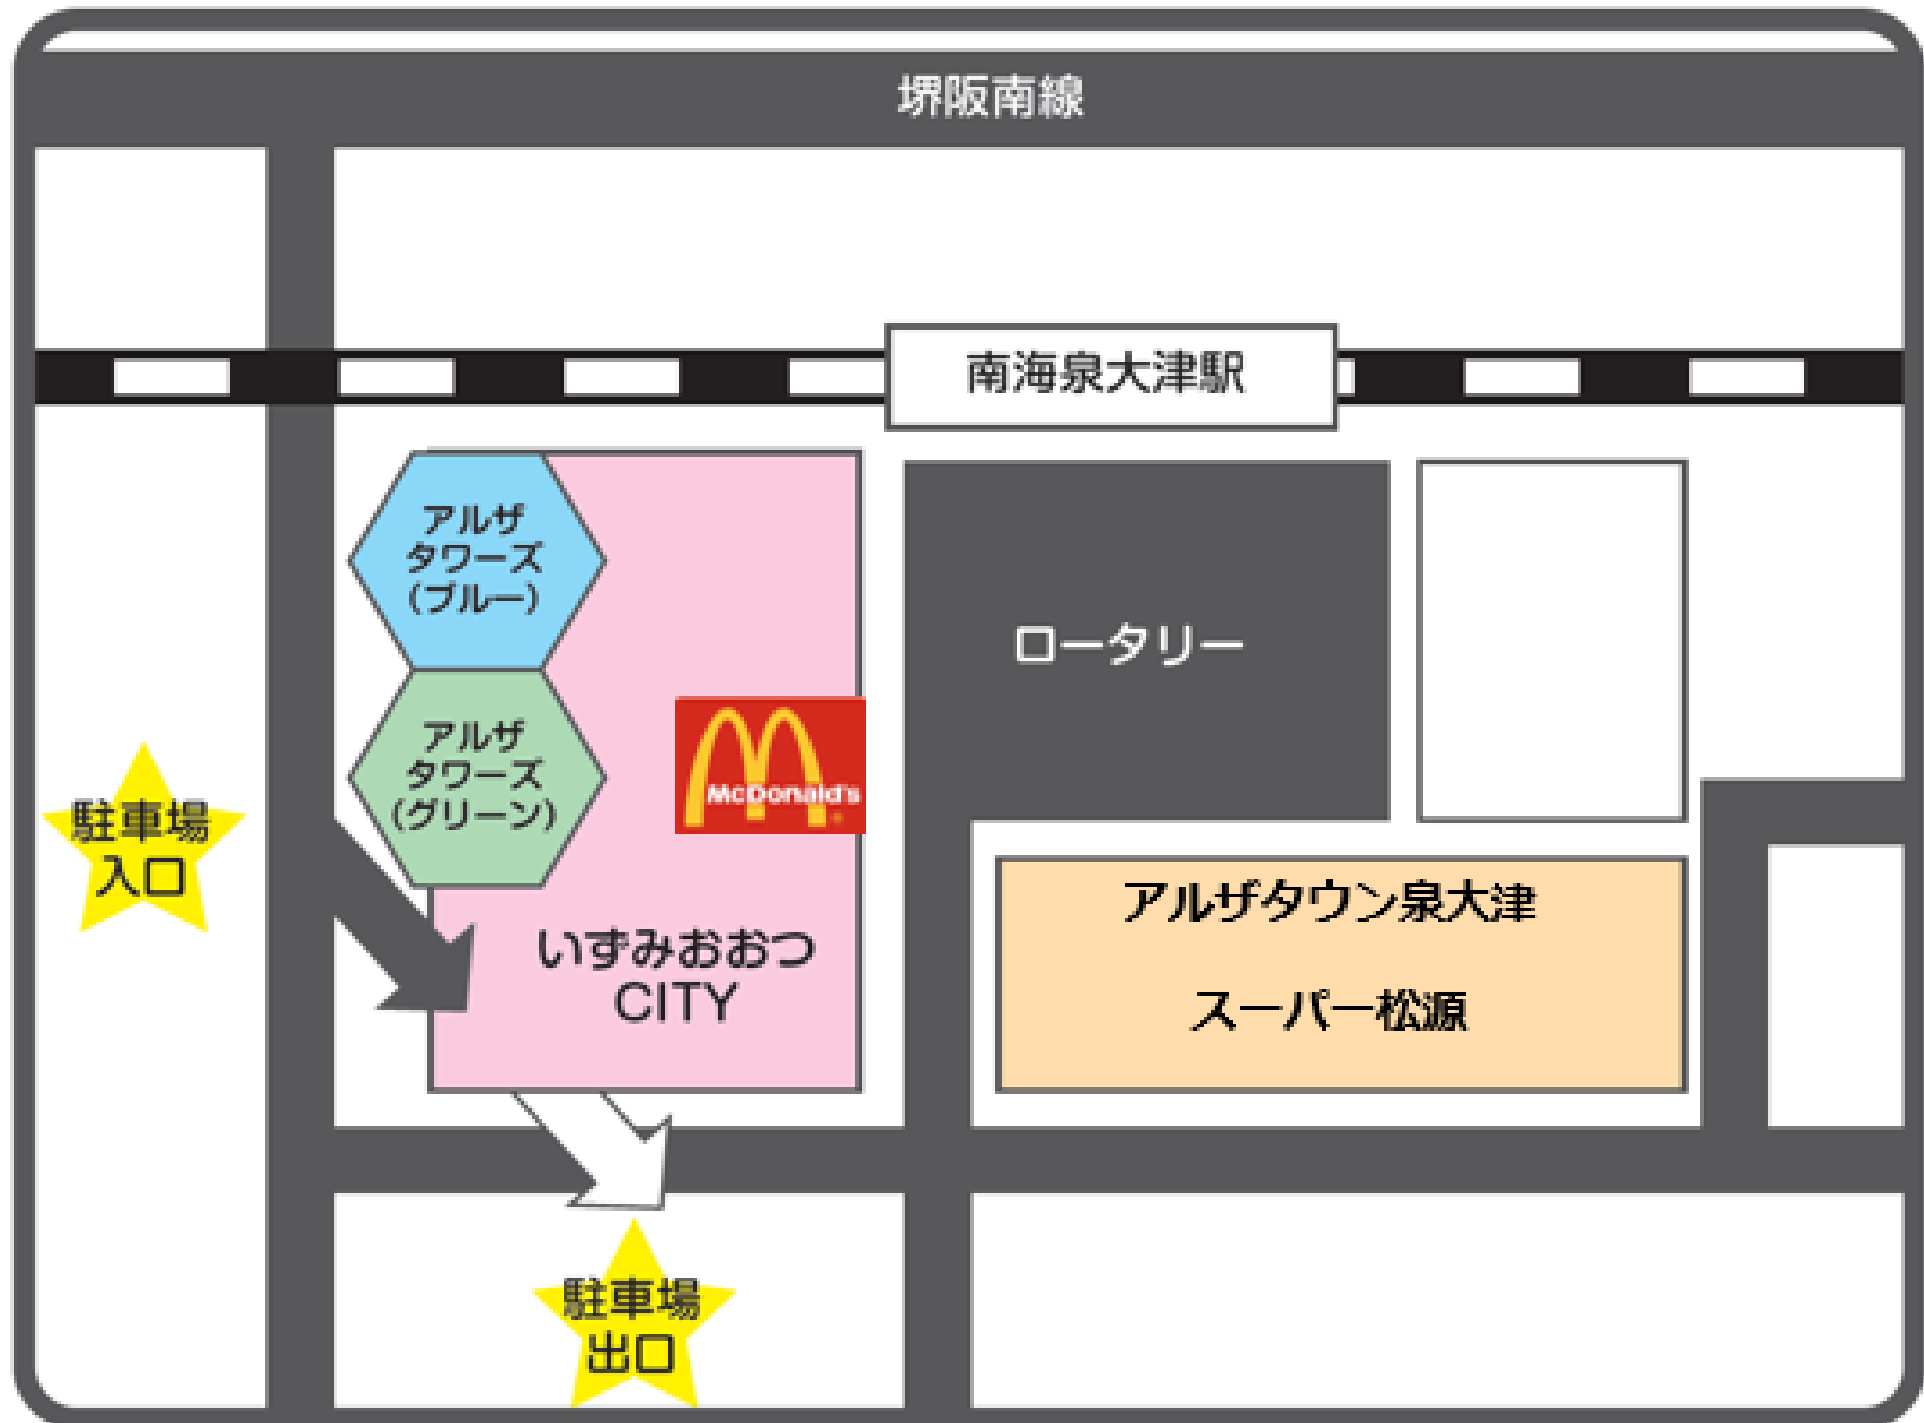 堺阪南線
南海泉大津駅
アルザ
タワーズ
(ブルー)
ロータリー
アルザ
タワーズ
(グリーン)
McDonald's
駐車場
入口
アルザタウン泉大津
いずみおおつ
CITY
スーパー松源
駐車場
出口